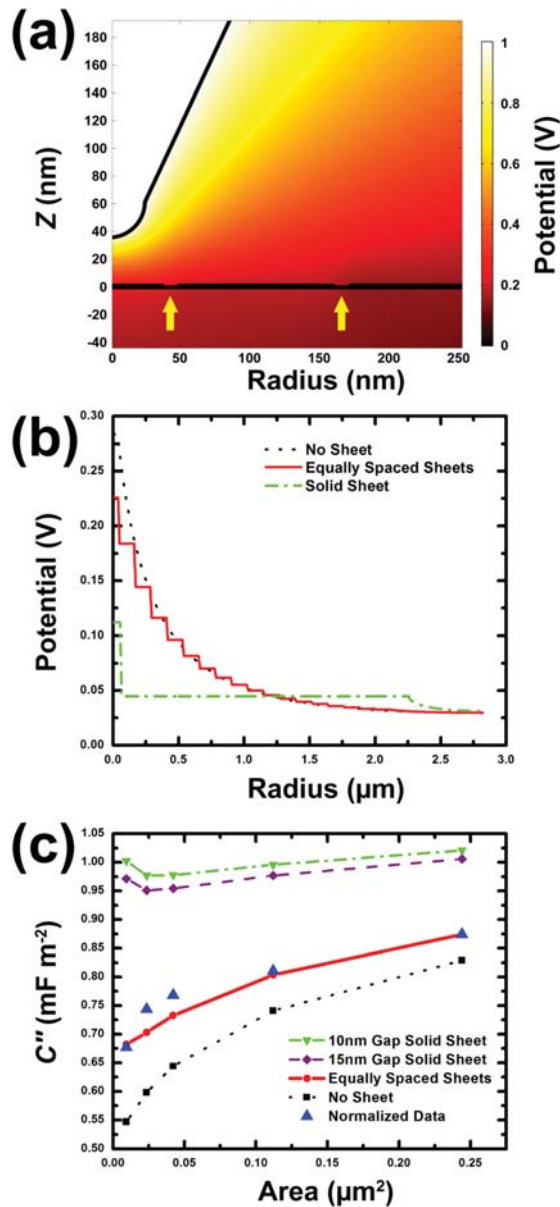 (a)
180
160
140
120
100
80
60
40
20
0
-20
-40
Z (nm)
0 50 100 150 200 250
Radius (nm)
1
0.8
0.6
0.4
0.2
0
Potential (V)
(b)
0.30
0.25
0.20
0.15
0.10
0.05
0.00
Potential (V)
No Sheet
Equally Spaced Sheets
Solid Sheet
0.0 0.5 1.0 1.5 2.0 2.5 3.0
Radius (µm)
(c)
1.05
1.00
0.95
0.90
0.85
0.80
0.75
0.70
0.65
0.60
0.55
0.50
C" (mF m-2)
10nm Gap Solid Sheet
15nm Gap Solid Sheet
Equally Spaced Sheets
No Sheet
Normalized Data
0.00 0.05 0.10 0.15 0.20 0.25
Area (µm²)